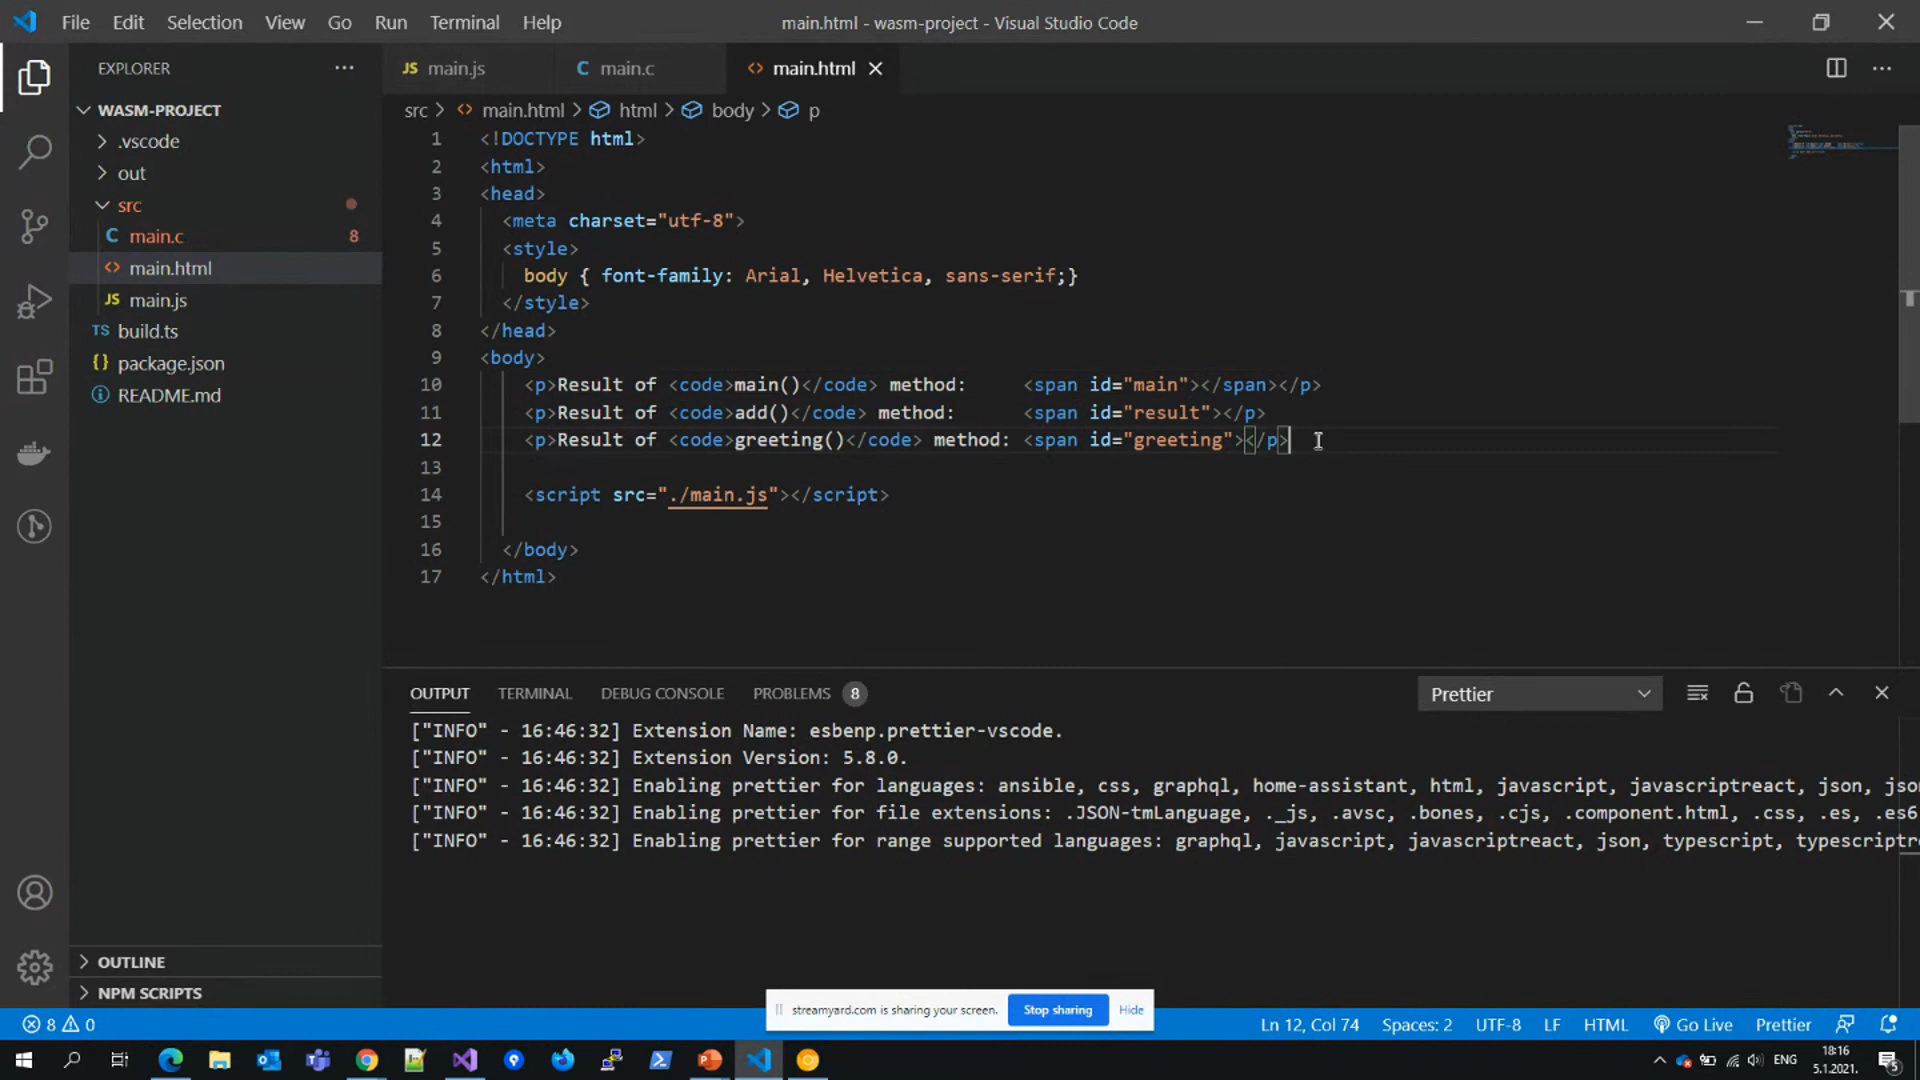 File Edit Selection View Go Run Terminal Help main.html - wasm-project - Visual Studio Code
EXPLORER
WASM-PROJECT
.vscode
out
src
C main.c 8
<> main.html
JS main.js
TS build.ts
{} package.json
README.md
OUTLINE
NPM SCRIPTS
JS main.js C main.c <> main.html
src > <> main.html > html > body > p
1 <!DOCTYPE html>
2 <html>
3 <head>
4 <meta charset="utf-8">
5 <style>
6 body { font-family: Arial, Helvetica, sans-serif;}
7 </style>
8 </head>
9 <body>
10 <p>Result of <code>main()</code> method: <span id="main"></span></p>
11 <p>Result of <code>add()</code> method: <span id="result"></p>
12 <p>Result of <code>greeting()</code> method: <span id="greeting"></p>
13
14 <script src="./main.js"></script>
15
16 </body>
17 </html>
OUTPUT TERMINAL DEBUG CONSOLE PROBLEMS 8 Prettier
["INFO" - 16:46:32] Extension Name: esbenp.prettier-vscode.
["INFO" - 16:46:32] Extension Version: 5.8.0.
["INFO" - 16:46:32] Enabling prettier for languages: ansible, css, graphql, home-assistant, html, javascript, javascriptreact, json, jso
["INFO" - 16:46:32] Enabling prettier for file extensions: .JSON-tmLanguage, ._js, .avsc, .bones, .cjs, .component.html, .css, .es, .es6
["INFO" - 16:46:32] Enabling prettier for range supported languages: graphql, javascript, javascriptreact, json, typescript, typescriptr
streamyard.com is sharing your screen. Stop sharing Hide
8 0 Ln 12, Col 74 Spaces: 2 UTF-8 LF HTML Go Live Prettier
ENG 18:16
5.1.2021. 5